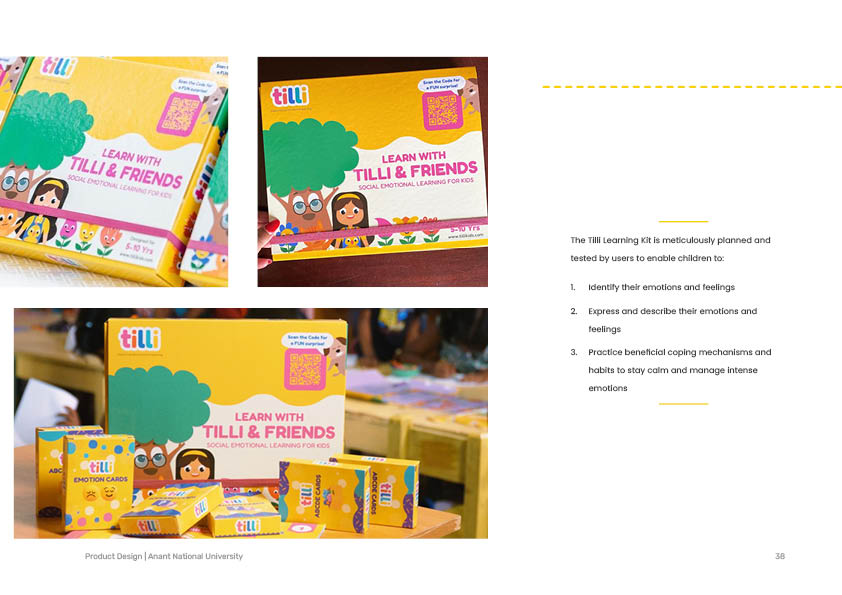 tilli
Scan the Code for
a FUN surprise!
LEARN WITH
TILLI & FRIENDS
SOCIAL EMOTIONAL LEARNING FOR KIDS
Designed for
5-10 Yrs
www.tillikids.com
tilli
tilli
Scan the Code for
a FUN surprise!
LEARN WITH
TILLI & FRIENDS
SOCIAL EMOTIONAL LEARNING FOR KIDS
5-10 Yrs
www.tillikids.com
The Tilli Learning Kit is meticulously planned and
tested by users to enable children to:
1. Identify their emotions and feelings
2. Express and describe their emotions and
feelings
3. Practice beneficial coping mechanisms and
habits to stay calm and manage intense
emotions
tilli
Scan the Code for
a FUN surprise!
LEARN WITH
TILLI & FRIENDS
SOCIAL EMOTIONAL LEARNING FOR KIDS
tilli
ABC
tilli
EMOTION CARDS
tilli
tilli
tilli
tilli
ABCDE CARDS
tilli
ABCDE CARDS
tilli
Product Design | Anant National University
38